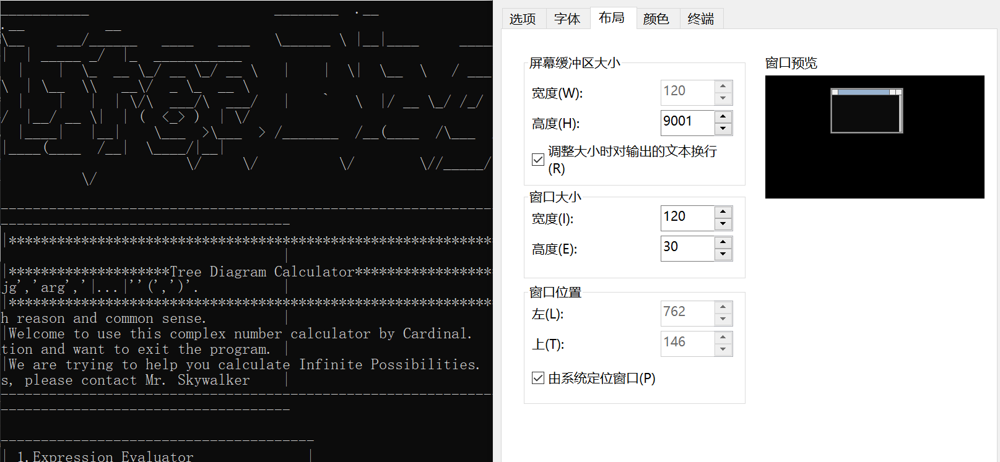 |*************************************************************
|
|********************Tree Diagram Calculator*****************
jg','arg','|...|''(',')'. |
|*************************************************************
h reason and common sense. |
|Welcome to use this complex number calculator by Cardinal.
tion and want to exit the program. |
|We are trying to help you calculate Infinite Possibilities.
s, please contact Mr. Skywalker |
| 1.Expression Evaluator |
选项 字体 布局 颜色 终端
屏幕缓冲区大小
宽度(W): 120
高度(H): 9001
调整大小时对输出的文本换行
(R)
窗口大小
宽度(I): 120
高度(E): 30
窗口位置
左(L): 762
上(T): 146
由系统定位窗口(P)
窗口预览